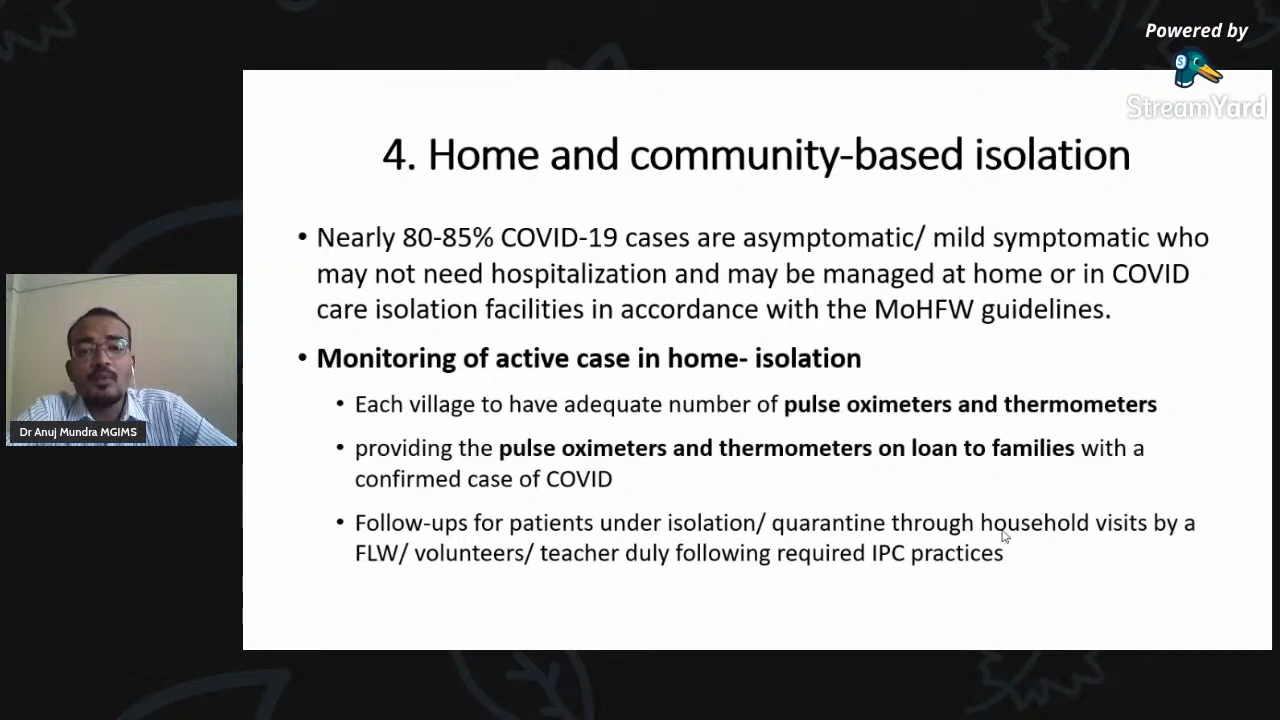 Powered by
StreamYard
4. Home and community-based isolation
• Nearly 80-85% COVID-19 cases are asymptomatic/ mild symptomatic who
may not need hospitalization and may be managed at home or in COVID
care isolation facilities in accordance with the MoHFW guidelines.
• Monitoring of active case in home- isolation
• Each village to have adequate number of pulse oximeters and thermometers
• providing the pulse oximeters and thermometers on loan to families with a
confirmed case of COVID
• Follow-ups for patients under isolation/ quarantine through household visits by a
FLW/ volunteers/ teacher duly following required IPC practices
Dr Anuj Mundra MGIMS